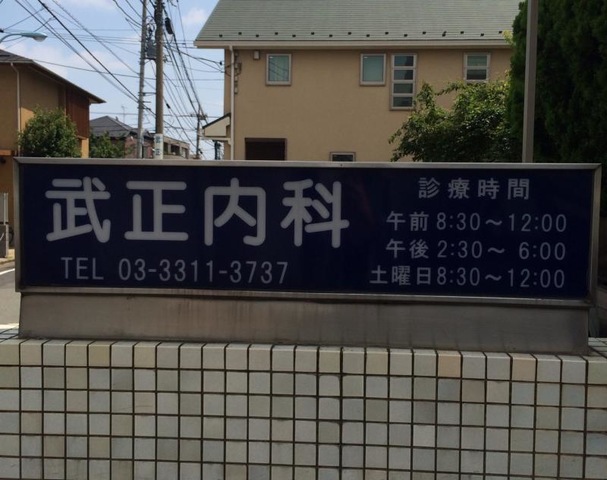 武正内科
TEL 03-3311-3737
診療時間
午前 8:30～12:00
午後 2:30～ 6:00
土曜日8:30～12:00